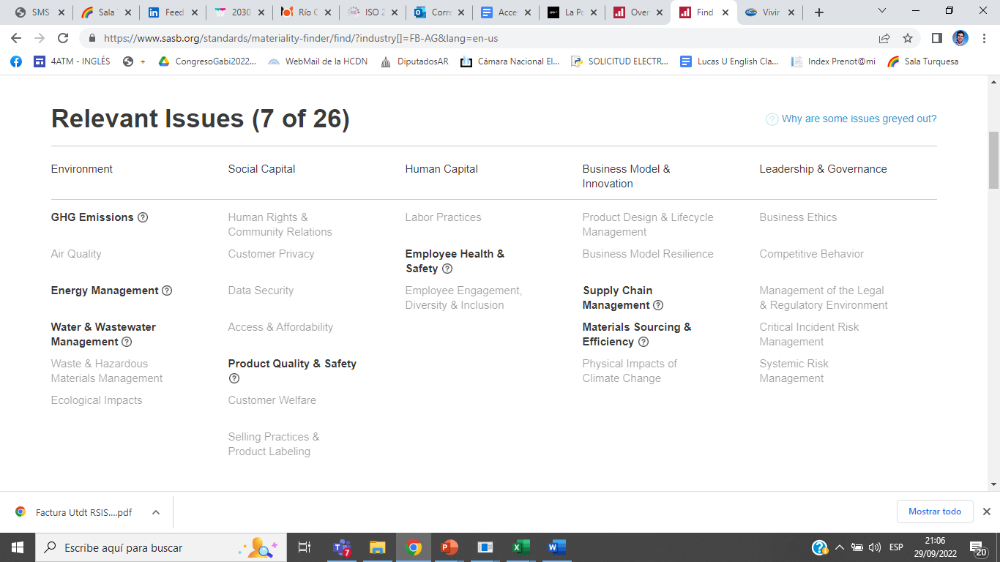 SMS
Sala
Feed
2030
Río C
ISO 2
Corre
Acce
La Po
Over
Find
Vivir
https://www.sasb.org/standards/materiality-finder/find/?industry[]=FB-AG&lang=en-us
4ATM - INGLÉS
+
CongresoGabi2022...
WebMail de la HCDN
DiputadosAR
Cámara Nacional El...
SOLICITUD ELECTR...
Lucas U English Cla...
Index Prenot@mi
Sala Turquesa
Relevant Issues (7 of 26)
Why are some issues greyed out?
Environment
Social Capital
Human Capital
Business Model &
Innovation
Leadership & Governance
GHG Emissions
Human Rights &
Community Relations
Labor Practices
Product Design & Lifecycle
Management
Business Ethics
Air Quality
Customer Privacy
Employee Health &
Safety
Business Model Resilience
Competitive Behavior
Energy Management
Data Security
Employee Engagement,
Diversity & Inclusion
Supply Chain
Management
Management of the Legal
& Regulatory Environment
Water & Wastewater
Management
Access & Affordability
Materials Sourcing &
Efficiency
Critical Incident Risk
Management
Waste & Hazardous
Materials Management
Product Quality & Safety
Physical Impacts of
Climate Change
Systemic Risk
Management
Ecological Impacts
Customer Welfare
Selling Practices &
Product Labeling
Factura Utdt RSIS....pdf
Mostrar todo
Escribe aquí para buscar
7
ESP
21:06
29/09/2022
20